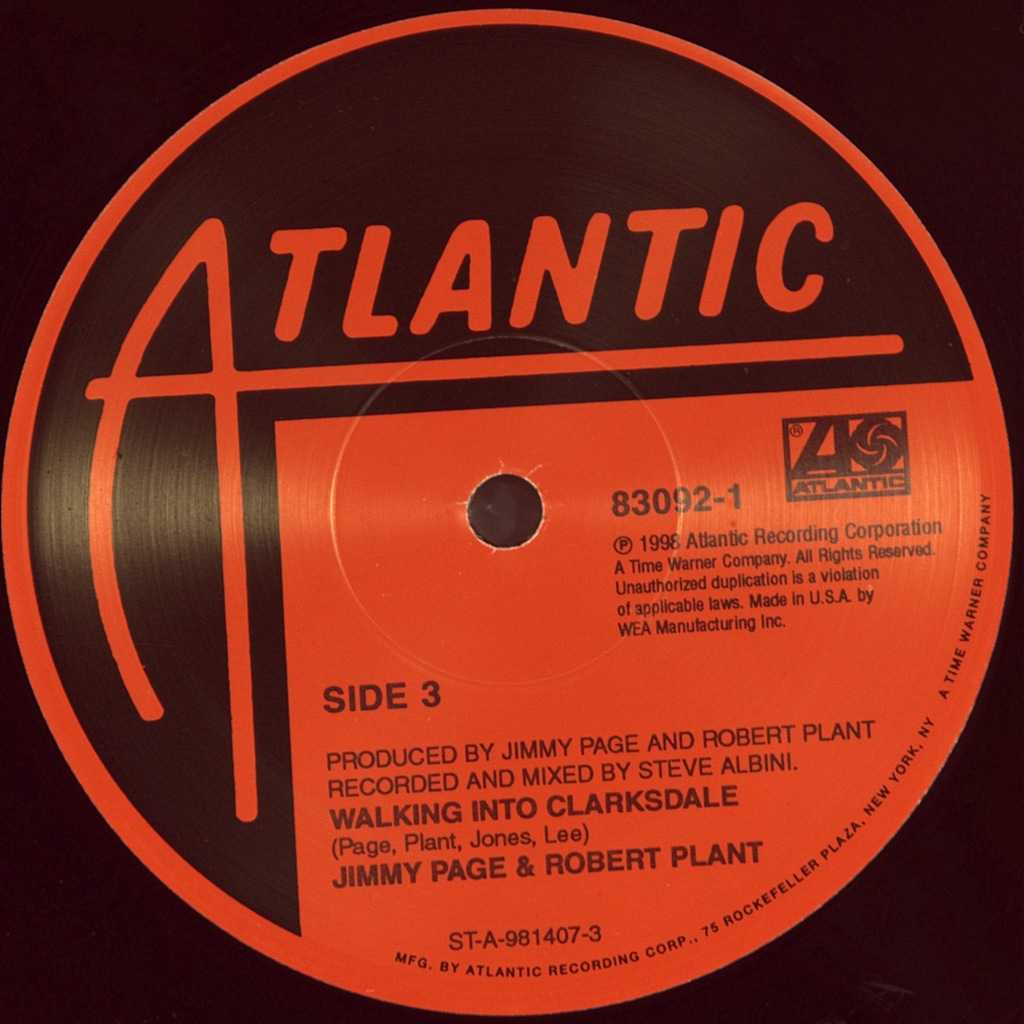 ATLANTIC
®
ATLANTIC
83092-1
℗ 1998 Atlantic Recording Corporation
A Time Warner Company. All Rights Reserved.
Unauthorized duplication is a violation
of applicable laws. Made in U.S.A. by
WEA Manufacturing Inc.
SIDE 3
PRODUCED BY JIMMY PAGE AND ROBERT PLANT
RECORDED AND MIXED BY STEVE ALBINI.
WALKING INTO CLARKSDALE
(Page, Plant, Jones, Lee)
JIMMY PAGE & ROBERT PLANT
ST-A-981407-3
MFG. BY ATLANTIC RECORDING CORP., 75 ROCKEFELLER PLAZA, NEW YORK, NY A TIME WARNER COMPANY